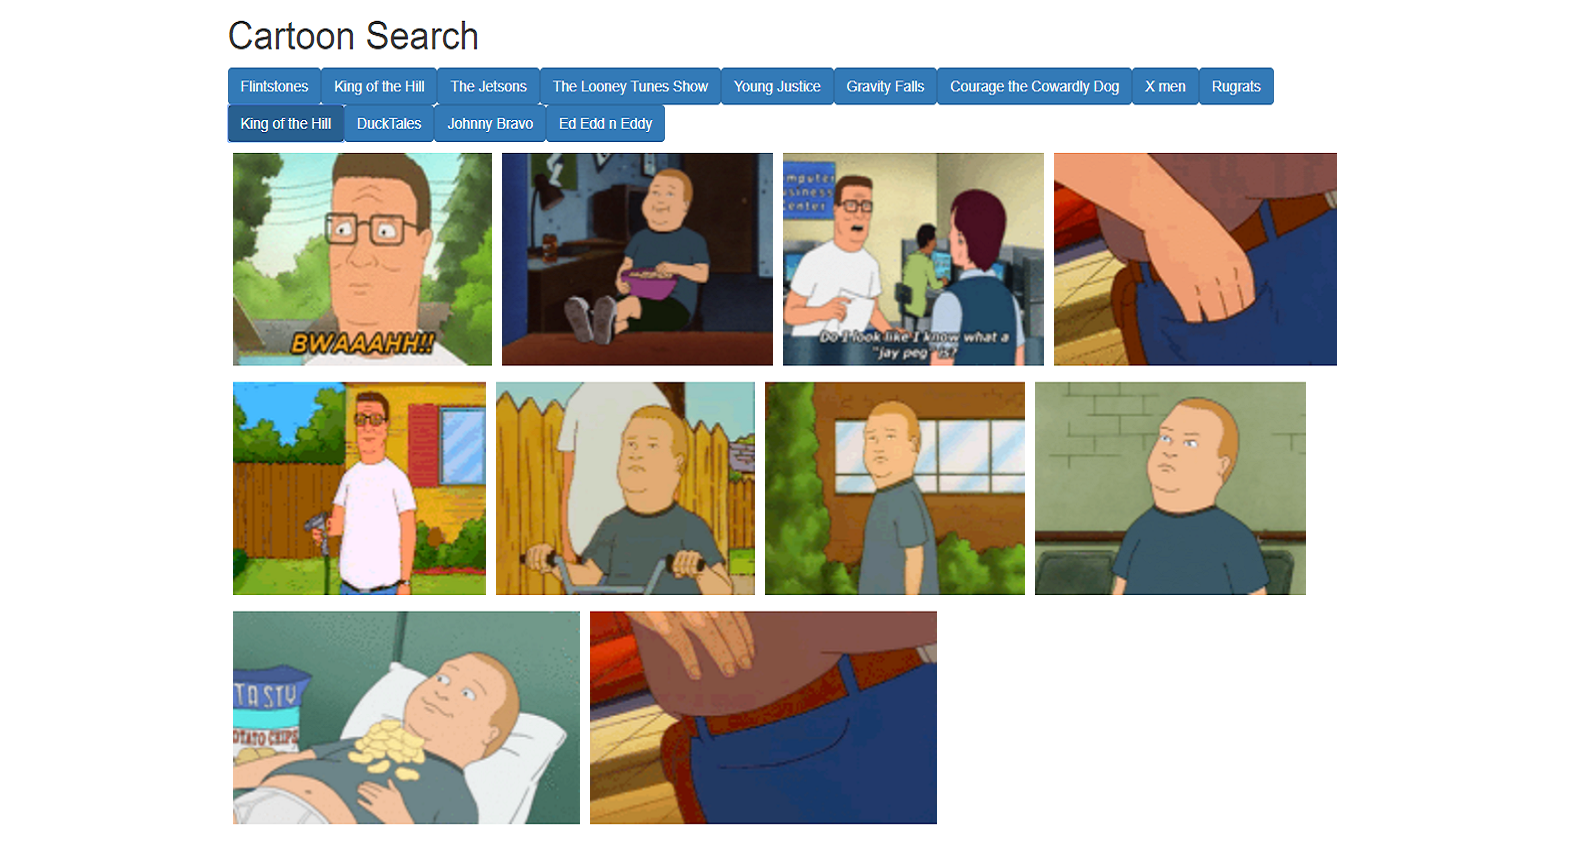 Cartoon Search
Flintstones King of the Hill The Jetsons The Looney Tunes Show Young Justice Gravity Falls Courage the Cowardly Dog X men Rugrats
King of the Hill DuckTales Johnny Bravo Ed Edd n Eddy
BWAAAHH!!
omputer
usiness
Center
Do I look like I know what a
"jay peg" is?
TASTY
OTATO CHIPS